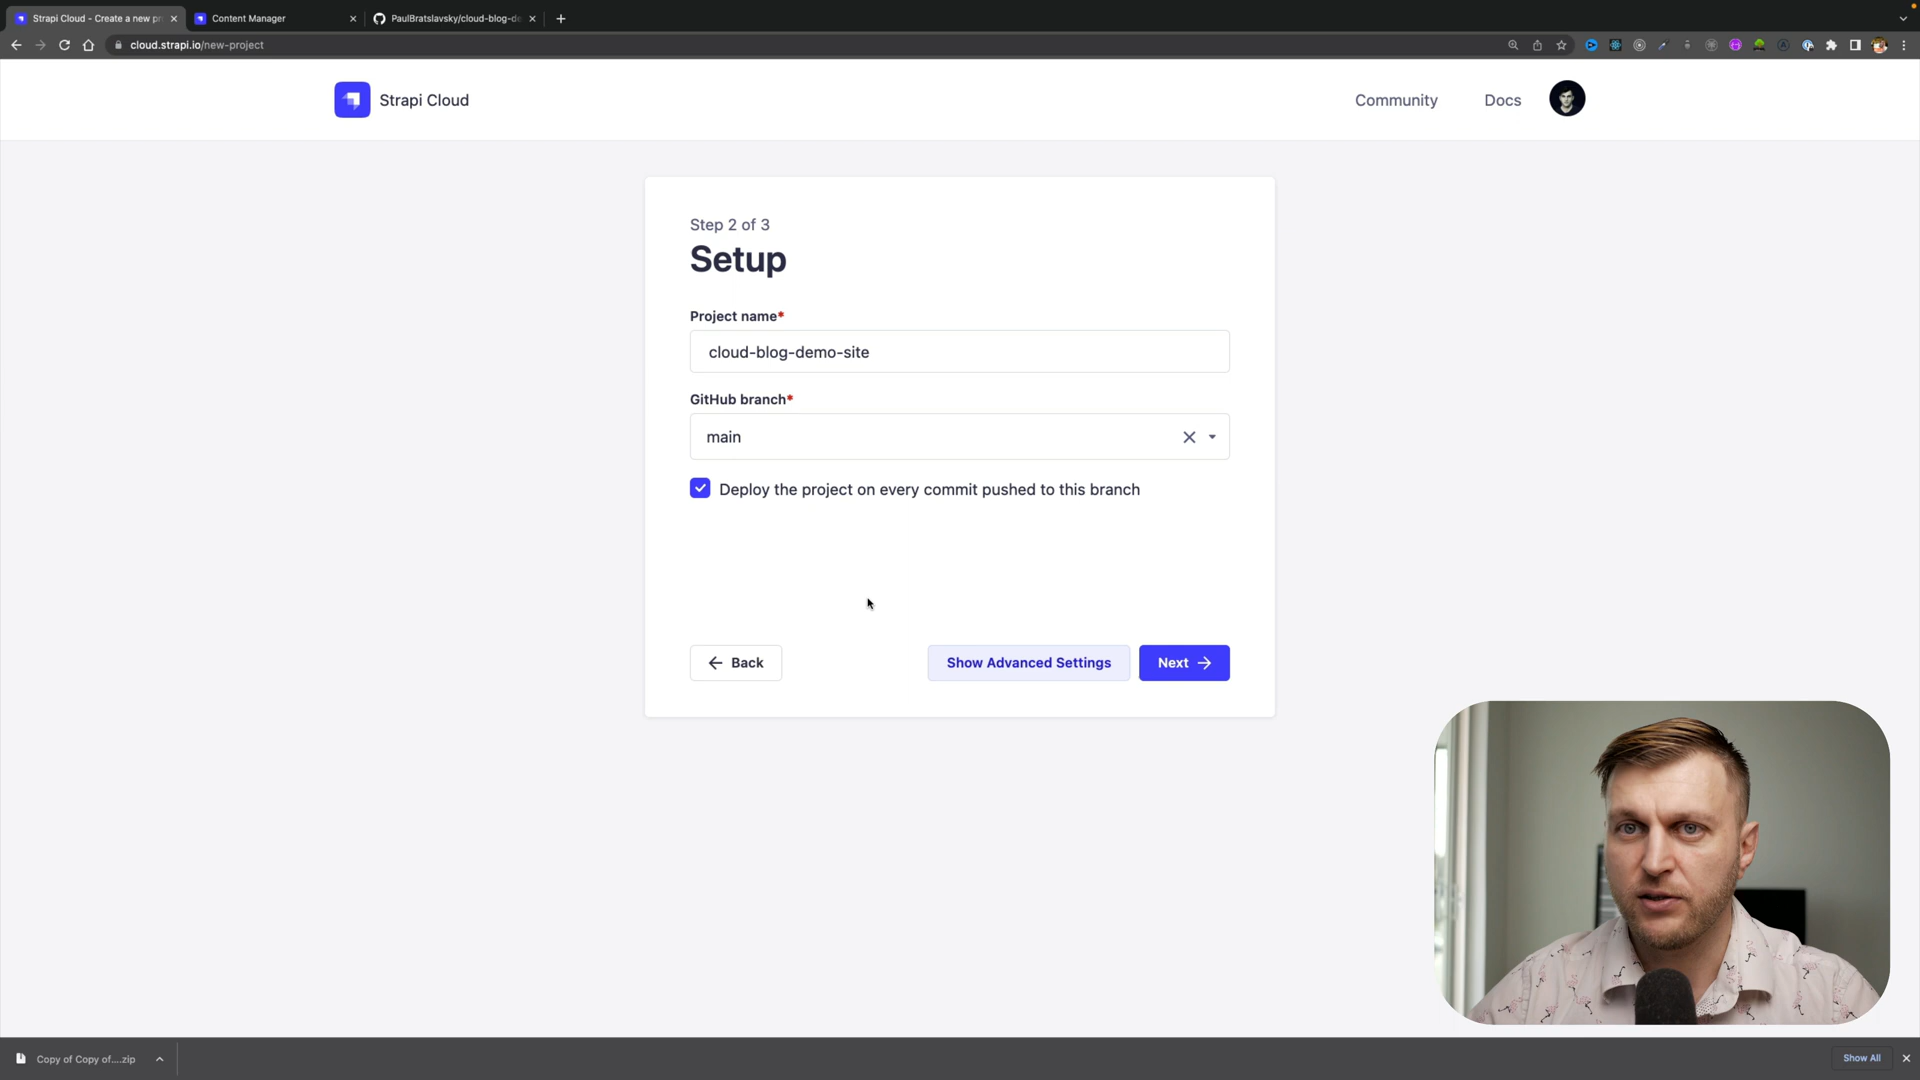 Strapi Cloud - Create a new pr
Content Manager
PaulBratslavsky/cloud-blog-de
cloud.strapi.io/new-project
Strapi Cloud
Community
Docs
Step 2 of 3
Setup
Project name*
cloud-blog-demo-site
GitHub branch*
main
Deploy the project on every commit pushed to this branch
Back
Show Advanced Settings
Next
Copy of Copy of....zip
Show All